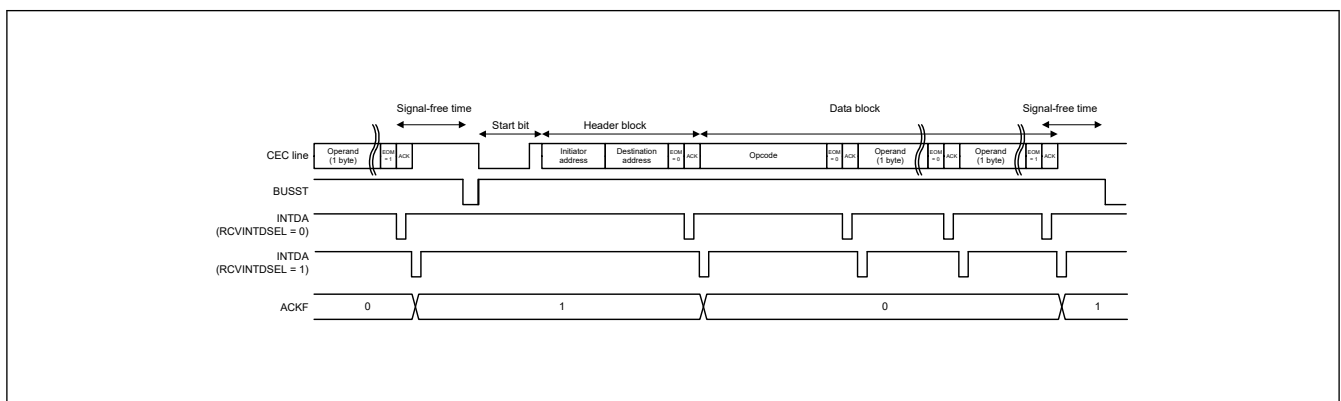 Signal-free time
Start bit
Header block
Data block
Signal-free time
CEC line
Operand
(1 byte)
EOM
= 1
ACK
Initiator
address
Destination
address
EOM
= 0
ACK
Opcode
EOM
= 0
ACK
Operand
(1 byte)
EOM
= 0
ACK
Operand
(1 byte)
EOM
= 1
ACK
BUSST
INTDA
(RCVINTDSEL = 0)
INTDA
(RCVINTDSEL = 1)
ACKF
0
1
0
1